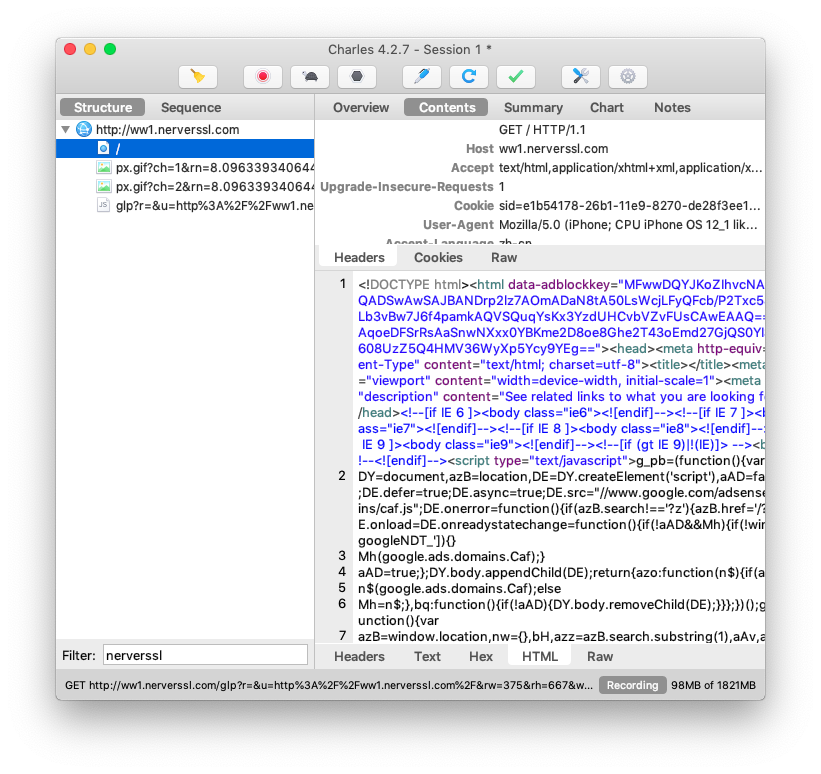 Charles 4.2.7 - Session 1 *
Structure Sequence
http://ww1.nerverssl.com
/
px.gif?ch=1&rn=8.096339340644
px.gif?ch=2&rn=8.096339340644
JS glp?r=&u=http%3A%2F%2Fww1.ne
Filter: nerverssl
Overview Contents Summary Chart Notes
GET / HTTP/1.1
Host ww1.nerverssl.com
Accept text/html,application/xhtml+xml,application/x...
Upgrade-Insecure-Requests 1
Cookie sid=e1b54178-26b1-11e9-8270-de28f3ee1...
User-Agent Mozilla/5.0 (iPhone; CPU iPhone OS 12_1 lik...
Accept-Language zh-cn
Headers Cookies Raw
1 <!DOCTYPE html><html data-adblockkey="MFwwDQYJKoZIhvcNA
QADSwAwSAJBANDrp2lz7AOmADaN8tA50LsWcjLFyQFcb/P2Txc5
Lb3vBw7J6f4pamkAQVSQuqYsKx3YzdUHCvbVZvFUsCAwEAAQ==
AqoeDFSrRsAaSnwNXxx0YBKme2D8oe8Ghe2T43oEmd27GjQS0Yl
608UzZ5Q4HMV36WyXp5Ycy9YEg=="><head><meta http-equiv=
ent-Type" content="text/html; charset=utf-8"><title></title><meta
="viewport" content="width=device-width, initial-scale=1"><meta
"description" content="See related links to what you are looking fo
/head><!--[if IE 6 ]><body class="ie6"><![endif]--><!--[if IE 7 ]><b
ass="ie7"><![endif]--><!--[if IE 8 ]><body class="ie8"><![endif]-->
IE 9 ]><body class="ie9"><![endif]--><!--[if (gt IE 9)|!(IE)]> --><b
!--<![endif]--><script type="text/javascript">g_pb=(function(){var
2 DY=document,azB=location,DE=DY.createElement('script'),aAD=fa
;DE.defer=true;DE.async=true;DE.src="//www.google.com/adsense
ins/caf.js";DE.onerror=function(){if(azB.search!=='?z'){azB.href='/?
E.onload=DE.onreadystatechange=function(){if(!aAD&&Mh){if(!win
googleNDT_']){}
3 Mh(google.ads.domains.Caf);}
4 aAD=true;};DY.body.appendChild(DE);return{azo:function(n$){if(a
5 n$(google.ads.domains.Caf);else
6 Mh=n$;},bq:function(){if(!aAD){DY.body.removeChild(DE);}}};})();g
unction(){var
7 azB=window.location,nw={},bH,azz=azB.search.substring(1),aAv,a
Headers Text Hex HTML Raw
GET http://ww1.nerverssl.com/glp?r=&u=http%3A%2F%2Fww1.nerverssl.com%2F&rw=375&rh=667&w... Recording 98MB of 1821MB